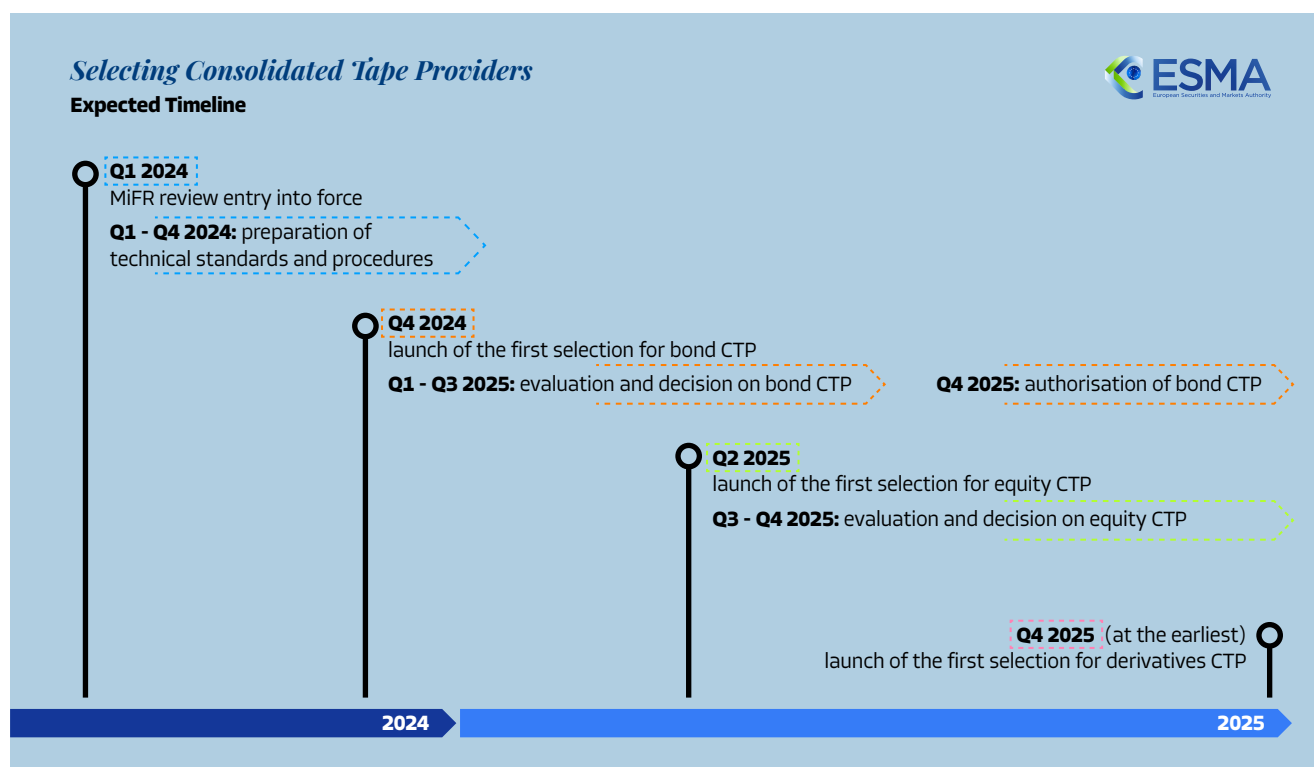 Selecting Consolidated Tape Providers
Expected Timeline
ESMA
European Securities and Markets Authority
Q1 2024
MiFR review entry into force
Q1 - Q4 2024: preparation of
technical standards and procedures
Q4 2024
launch of the first selection for bond CTP
Q1 - Q3 2025: evaluation and decision on bond CTP
Q4 2025: authorisation of bond CTP
Q2 2025
launch of the first selection for equity CTP
Q3 - Q4 2025: evaluation and decision on equity CTP
Q4 2025 (at the earliest)
launch of the first selection for derivatives CTP
2024
2025